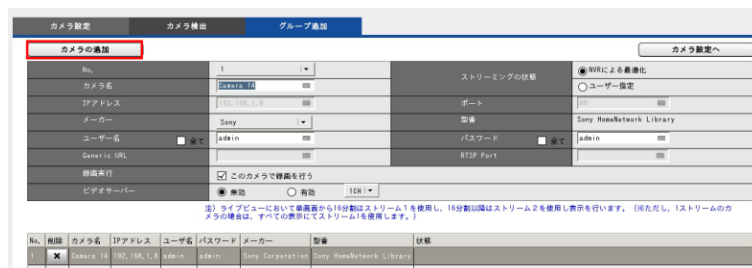 カメラ設定 カメラ検出 グループ追加
カメラの追加 カメラ設定へ
No. 1 ストリーミングの状態 NVRによる最適化
カメラ名 Camera 14 ユーザー指定
IPアドレス 192.168.1.8 ポート 80
メーカー Sony 型番 Sony HomeNetwork Library
ユーザー名 全て admin パスワード 全て admin
Generic URL RTSP Port
録画実行 このカメラで録画を行う
ビデオサーバー 無効 有効 1CH
注）ライブビューにおいて単画面から16分割はストリーム１を使用し、16分割以降はストリーム２を使用し表示を行います。（※ただし、1ストリームのカ
メラの場合は、すべての表示にてストリーム1を使用します。）
No. 削除 カメラ名 IPアドレス ユーザ名 パスワード メーカー 型番 状態
1 Camera 14 192.168.1.8 admin admin Sony Corporation Sony HomeNetwork Library